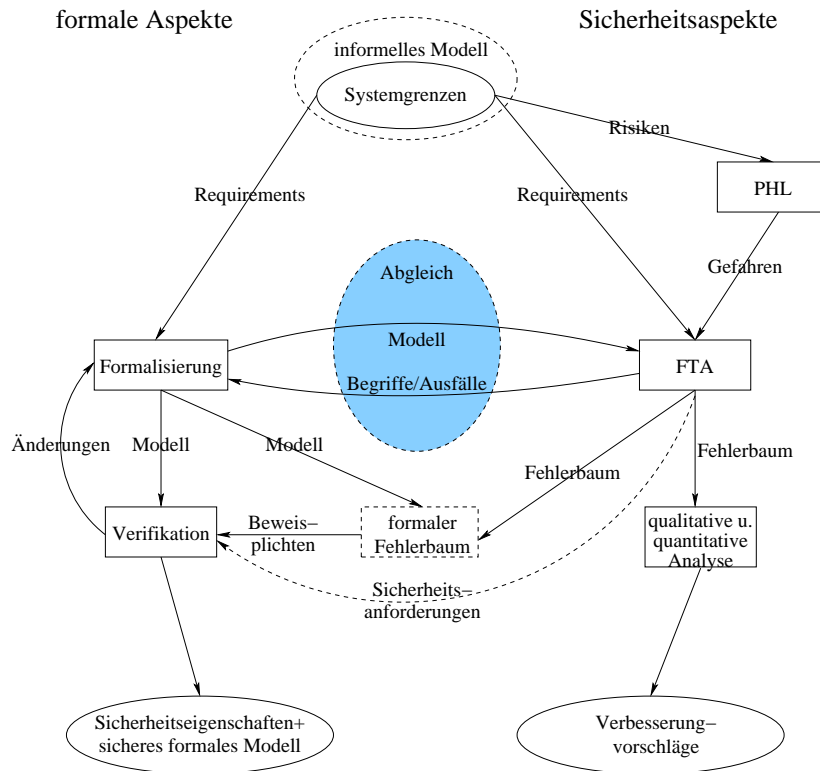 formale Aspekte
Sicherheitsaspekte
informelles Modell
Systemgrenzen
Risiken
PHL
Requirements
Requirements
Gefahren
Abgleich
Modell
Formalisierung
FTA
Begriffe/Ausfälle
Änderungen
Modell
Modell
Fehlerbaum
Fehlerbaum
Verifikation
Beweis–
plichten
formaler
Fehlerbaum
qualitative u.
quantitative
Analyse
Sicherheits–
anforderungen
Sicherheitseigenschaften+
sicheres formales Modell
Verbesserung–
vorschläge